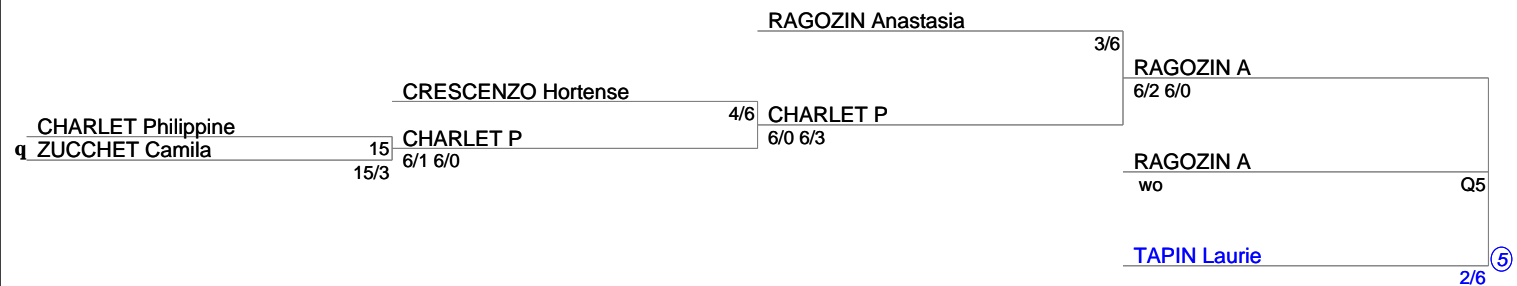 RAGOZIN Anastasia
3/6
RAGOZIN A
6/2 6/0
CRESCENZO Hortense
4/6
CHARLET P
6/0 6/3
CHARLET Philippine
q ZUCCHET Camila 15
15/3
CHARLET P
6/1 6/0
RAGOZIN A
wo Q5
TAPIN Laurie 5
2/6